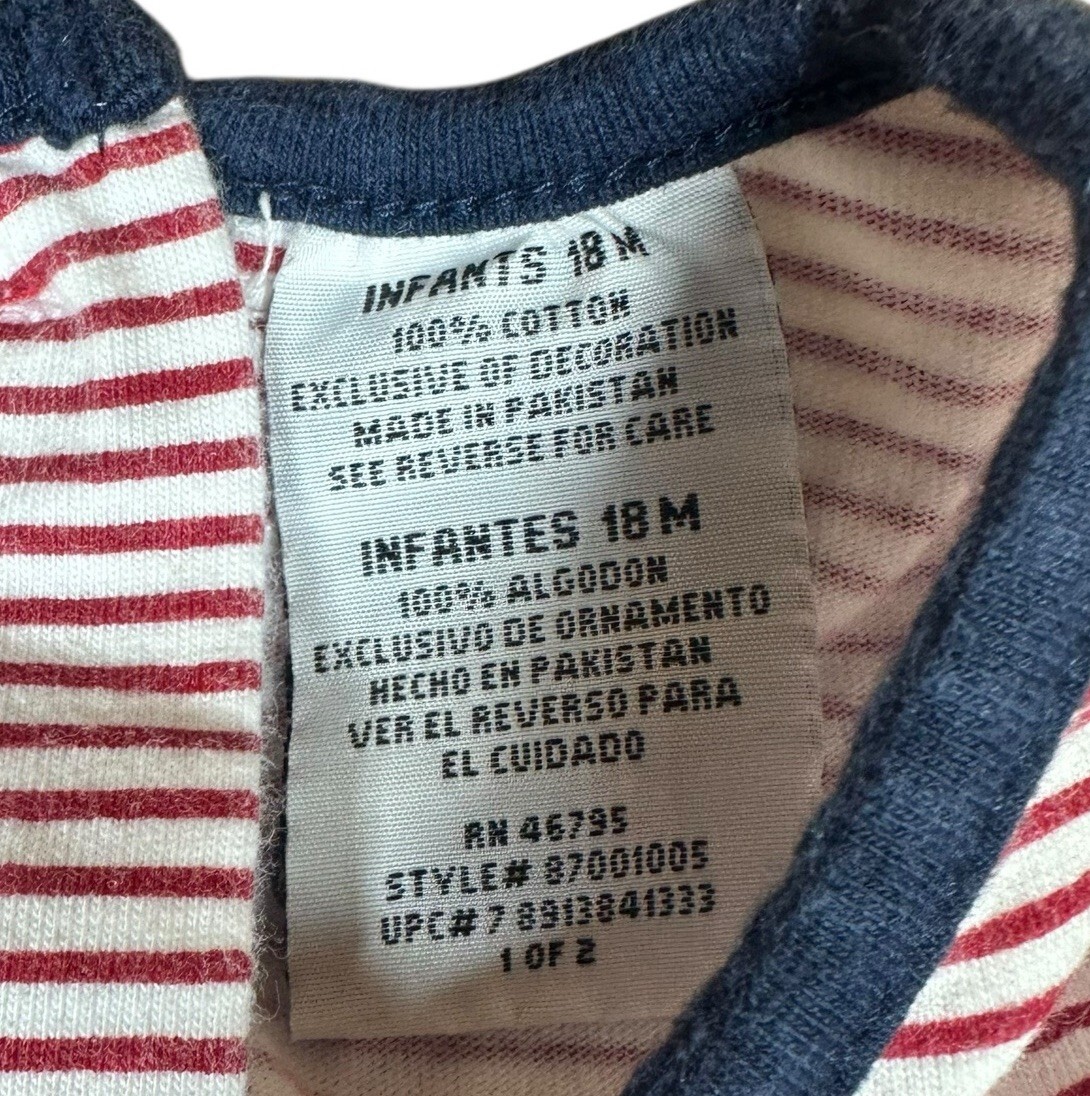 INFANTS 18 M
100% COTTON
EXCLUSIVE OF DECORATION
MADE IN PAKISTAN
SEE REVERSE FOR CARE
INFANTES 18 M
100% ALGODON
EXCLUSIVO DE ORNAMENTO
HECHO EN PAKISTAN
VER EL REVERSO PARA
EL CUIDADO
RN 46795
STYLE# 87001005
UPC# 7 8913841333
1 OF 2